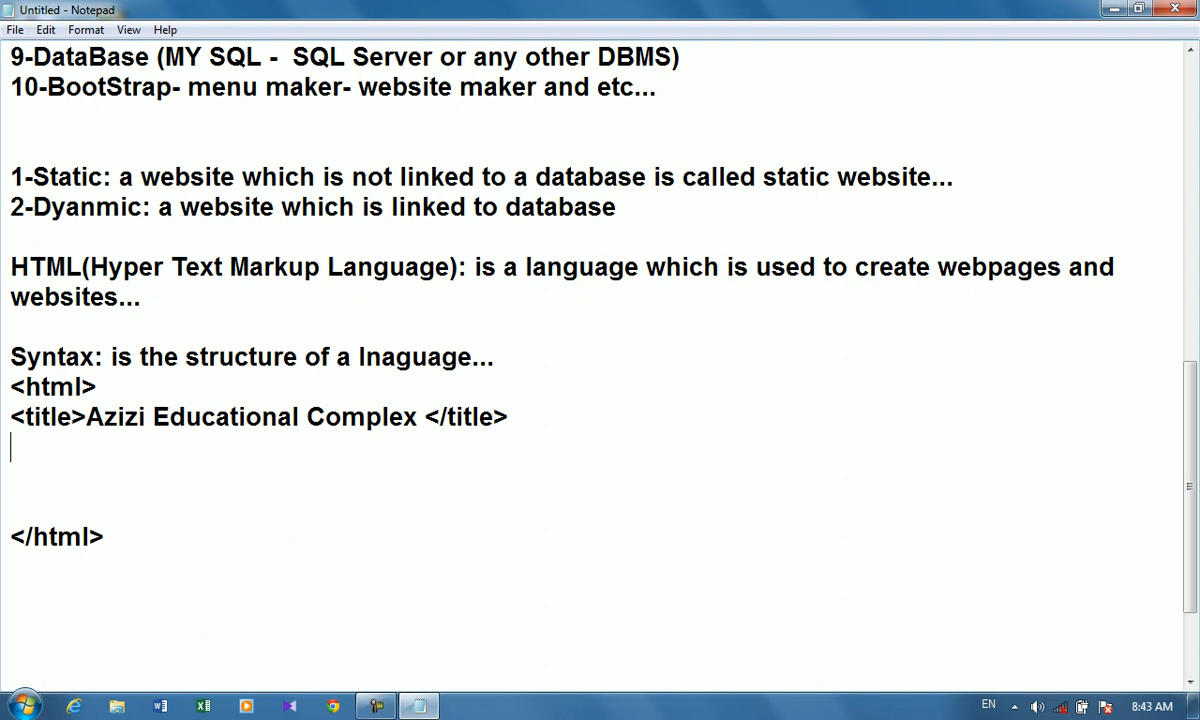 Untitled - Notepad
File Edit Format View Help
9-DataBase (MY SQL -  SQL Server or any other DBMS)
10-BootStrap- menu maker- website maker and etc...
1-Static: a website which is not linked to a database is called static website...
2-Dyanmic: a website which is linked to database
HTML(Hyper Text Markup Language): is a language which is used to create webpages and
websites...
Syntax: is the structure of a lnaguage...
<html>
<title>Azizi Educational Complex </title>
</html>
EN 8:43 AM